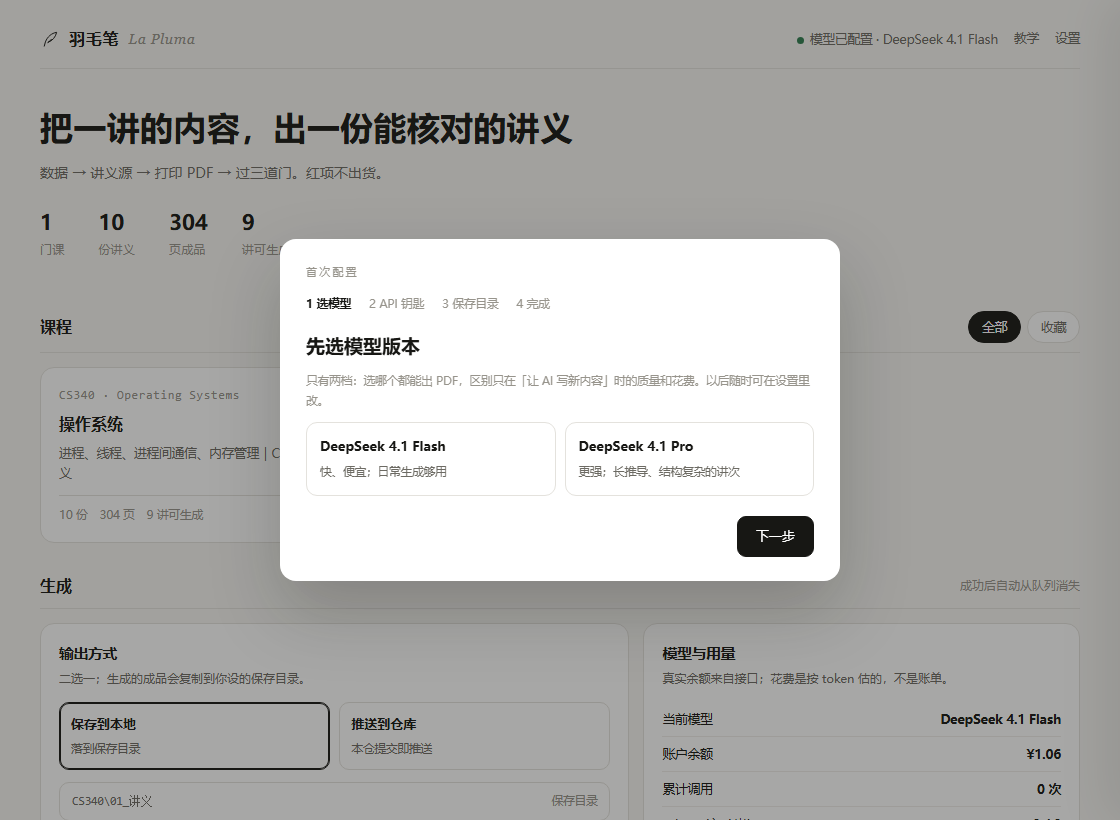 羽毛笔 La Pluma
模型已配置 · DeepSeek 4.1 Flash 教学 设置
把一讲的内容，出一份能核对的讲义
数据 → 讲义源 → 打印 PDF → 过三道门。红项不出货。
1 10 304 9
门课 份讲义 页成品 讲可生
首次配置
1 选模型 2 API 钥匙 3 保存目录 4 完成
先选模型版本
只有两档：选哪个都能出 PDF，区别只在「让 AI 写新内容」时的质量和花费。以后随时可在设置里
改。
DeepSeek 4.1 Flash
快、便宜；日常生成够用
DeepSeek 4.1 Pro
更强；长推导、结构复杂的讲次
下一步
课程
全部 收藏
CS340 · Operating Systems
操作系统
进程、线程、进程间通信、内存管理 | C
义
10 份 304 页 9 讲可生成
生成
成功后自动从队列消失
输出方式
二选一；生成的成品会复制到你设的保存目录。
保存到本地
落到保存目录
推送到仓库
本仓提交即推送
CS340\01_讲义 保存目录
模型与用量
真实余额来自接口；花费是按 token 估的，不是账单。
当前模型 DeepSeek 4.1 Flash
账户余额 ¥1.06
累计调用 0 次